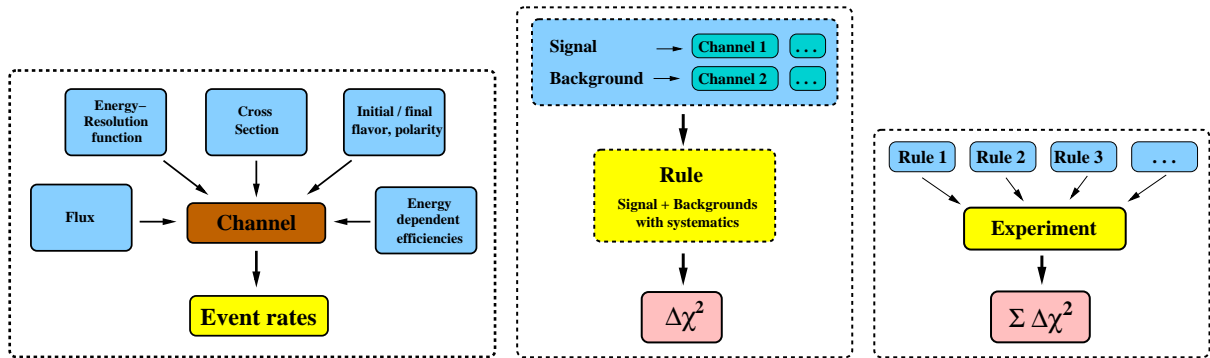 Energy–
Resolution
function
Cross
Section
Initial / final
flavor, polarity
Flux
Channel
Energy
dependent
efficiencies
Event rates
Signal
Channel 1
. . .
Background
Channel 2
. . .
Rule
Signal + Backgrounds
with systematics
Δχ²
Rule 1
Rule 2
Rule 3
. . .
Experiment
Σ Δχ²